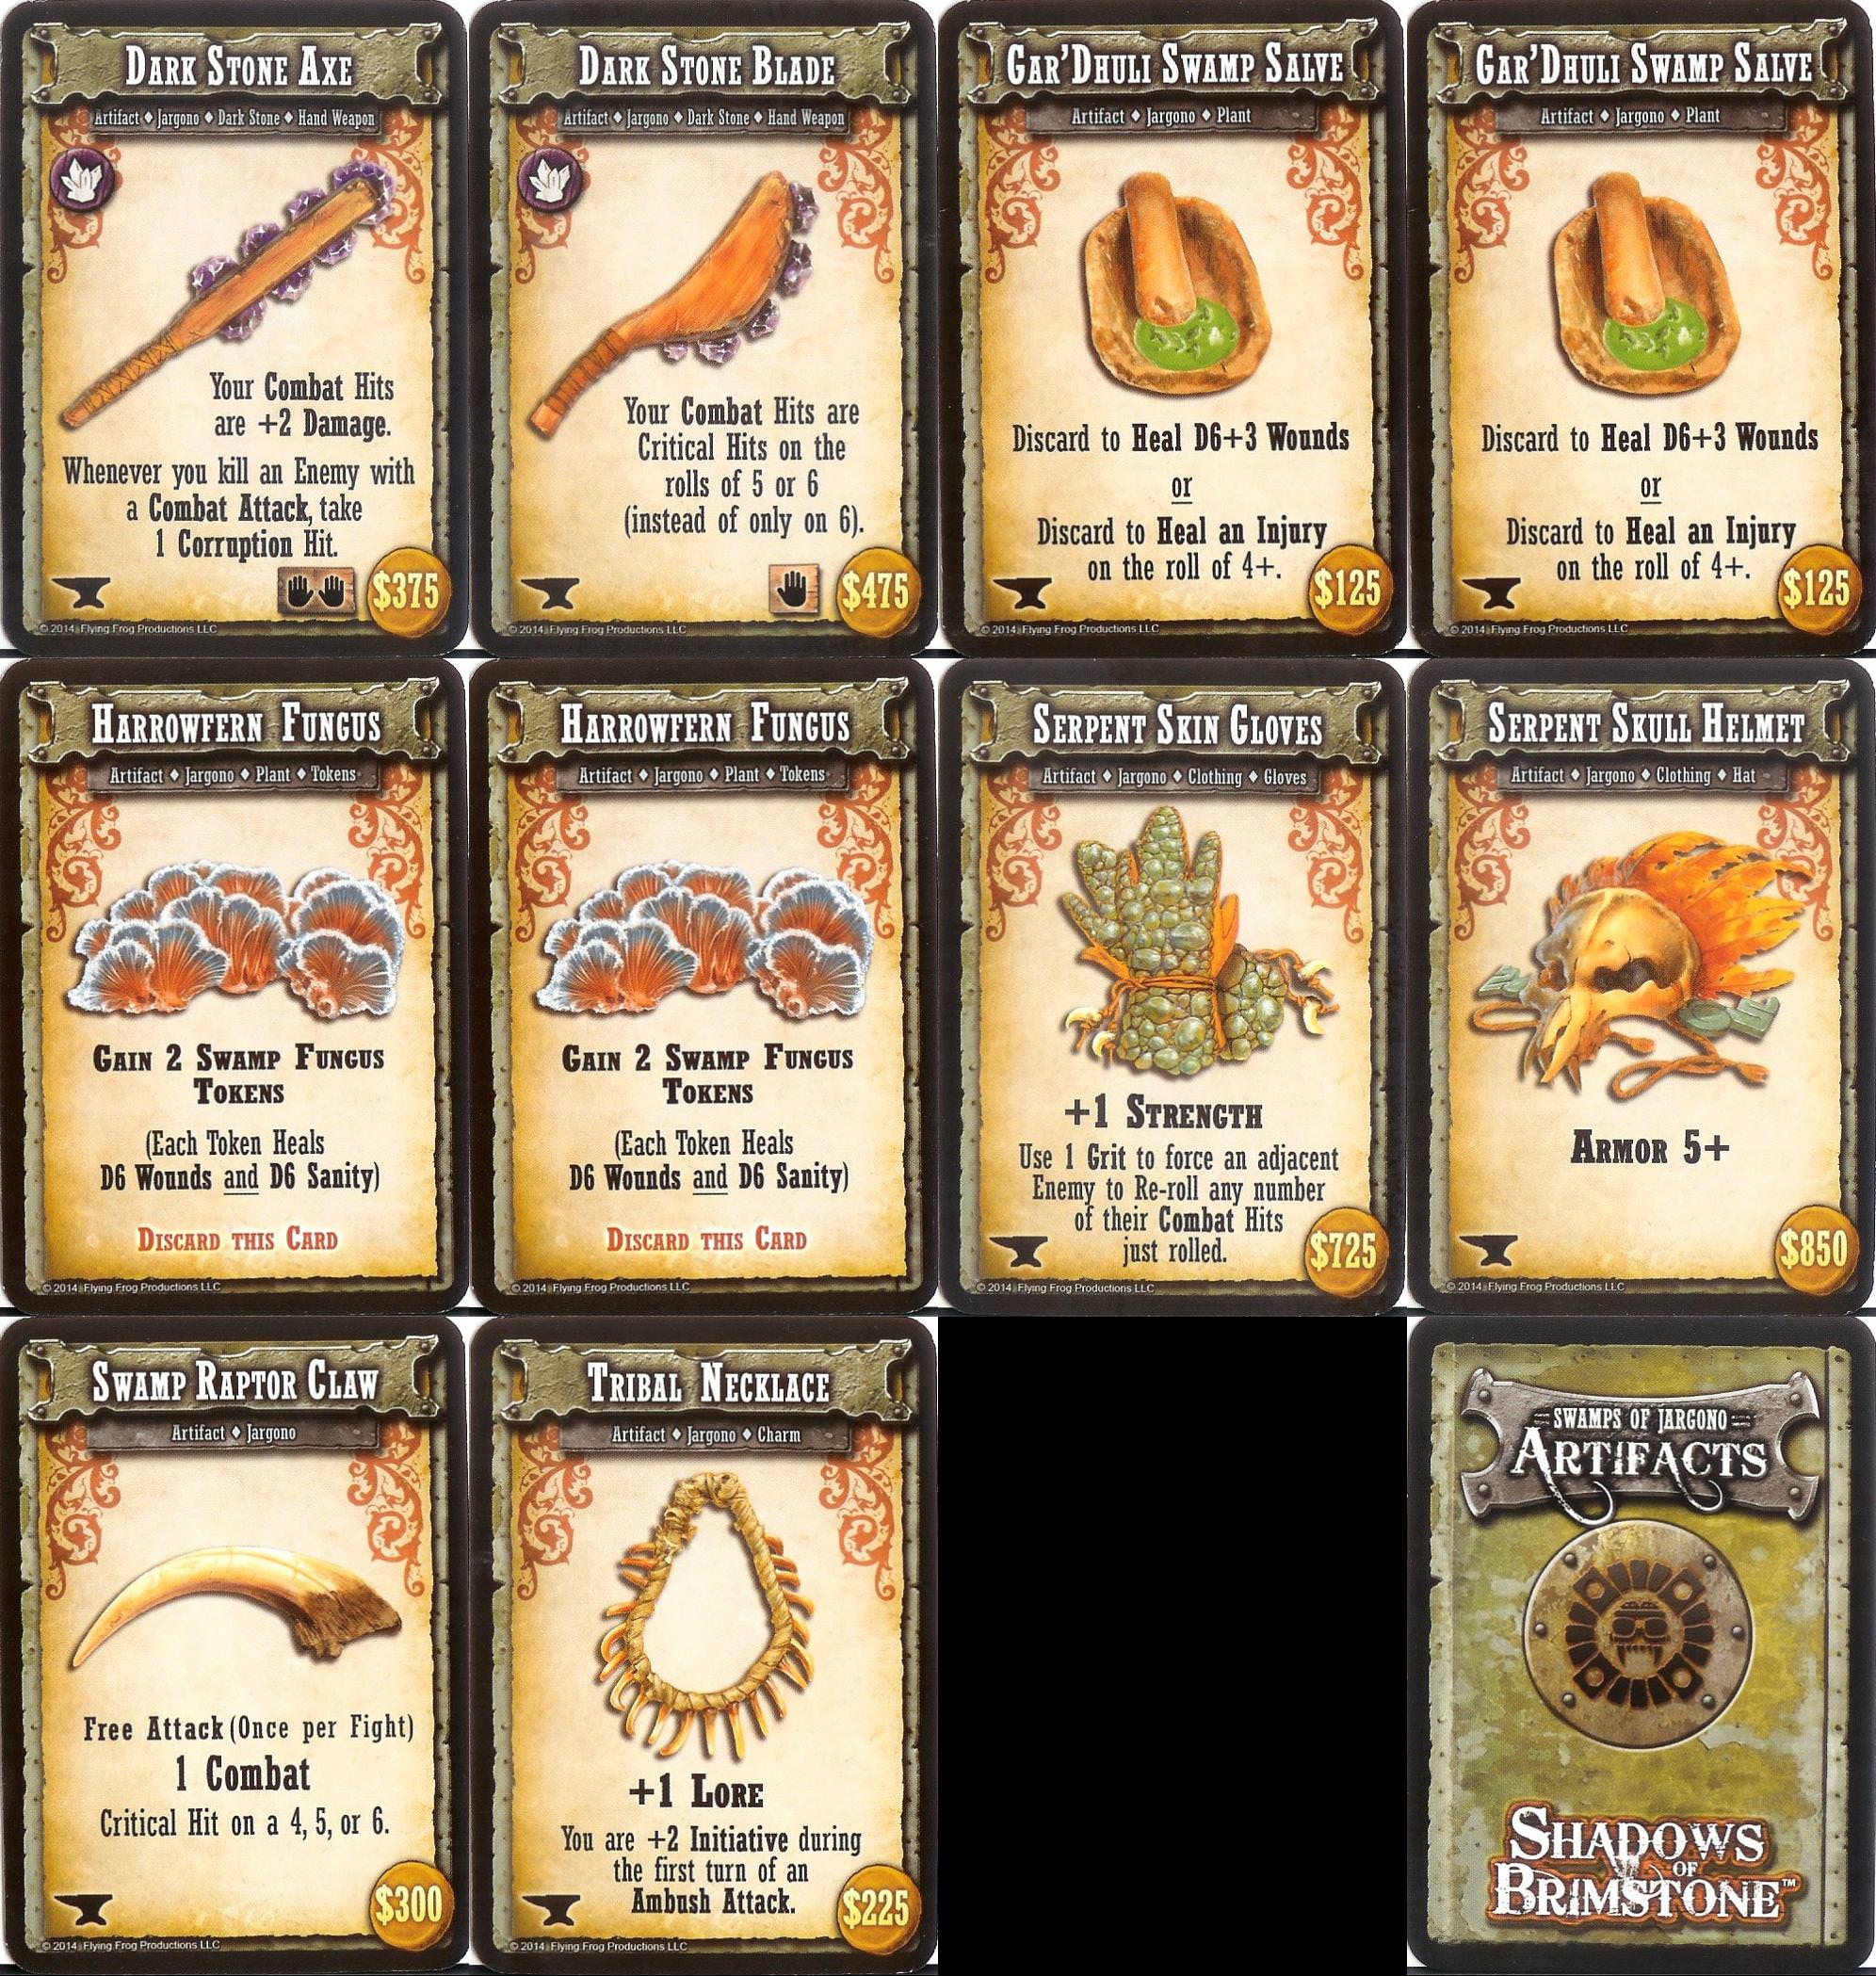 DARK STONE AXE
Artifact ♦ Jargono ♦ Dark Stone ♦ Hand Weapon
Your Combat Hits
are +2 Damage.
Whenever you kill an Enemy with
a Combat Attack, take
1 Corruption Hit.
$375
© 2014 Flying Frog Productions LLC
DARK STONE BLADE
Artifact ♦ Jargono ♦ Dark Stone ♦ Hand Weapon
Your Combat Hits are
Critical Hits on the
rolls of 5 or 6
(instead of only on 6).
$475
© 2014 Flying Frog Productions LLC
GAR'DHULI SWAMP SALVE
Artifact ♦ Jargono ♦ Plant
Discard to Heal D6+3 Wounds
or
Discard to Heal an Injury
on the roll of 4+.
$125
© 2014 Flying Frog Productions LLC
GAR'DHULI SWAMP SALVE
Artifact ♦ Jargono ♦ Plant
Discard to Heal D6+3 Wounds
or
Discard to Heal an Injury
on the roll of 4+.
$125
© 2014 Flying Frog Productions LLC
HARROWFERN FUNGUS
Artifact ♦ Jargono ♦ Plant ♦ Tokens
GAIN 2 SWAMP FUNGUS
TOKENS
(Each Token Heals
D6 Wounds and D6 Sanity)
DISCARD THIS CARD
© 2014 Flying Frog Productions LLC
HARROWFERN FUNGUS
Artifact ♦ Jargono ♦ Plant ♦ Tokens
GAIN 2 SWAMP FUNGUS
TOKENS
(Each Token Heals
D6 Wounds and D6 Sanity)
DISCARD THIS CARD
© 2014 Flying Frog Productions LLC
SERPENT SKIN GLOVES
Artifact ♦ Jargono ♦ Clothing ♦ Gloves
+1 STRENGTH
Use 1 Grit to force an adjacent
Enemy to Re-roll any number
of their Combat Hits
just rolled.
$725
© 2014 Flying Frog Productions LLC
SERPENT SKULL HELMET
Artifact ♦ Jargono ♦ Clothing ♦ Hat
ARMOR 5+
$850
© 2014 Flying Frog Productions LLC
SWAMP RAPTOR CLAW
Artifact ♦ Jargono
Free Attack (Once per Fight)
1 Combat
Critical Hit on a 4, 5, or 6.
$300
© 2014 Flying Frog Productions LLC
TRIBAL NECKLACE
Artifact ♦ Jargono ♦ Charm
+1 LORE
You are +2 Initiative during
the first turn of an
Ambush Attack.
$225
© 2014 Flying Frog Productions LLC
SWAMPS OF JARGONO
ARTIFACTS
SHADOWS
OF
BRIMSTONE™